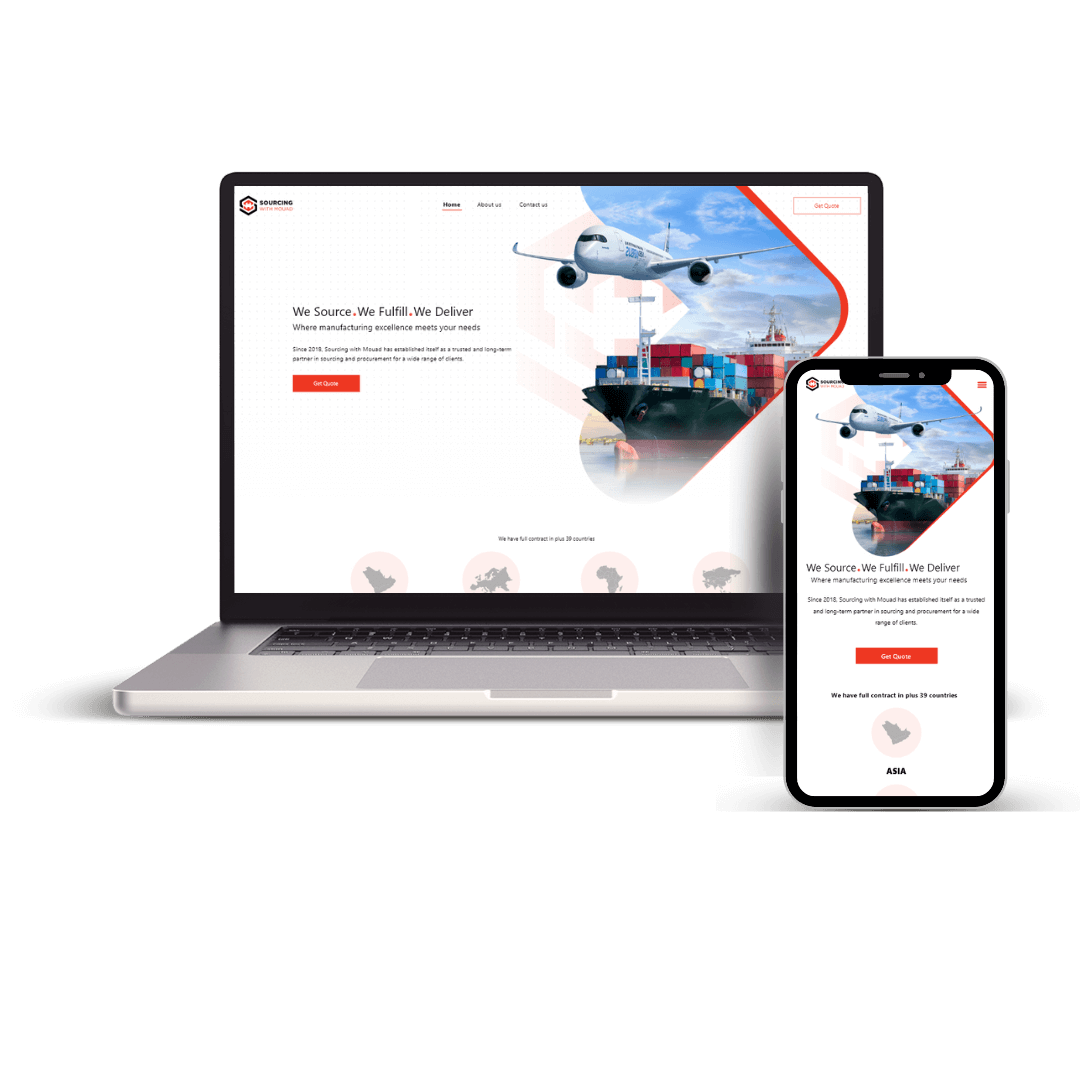 SOURCING
WITH MOUAD
Home
About us
Contact us
Get Quote
We Source.We Fulfill.We Deliver
Where manufacturing excellence meets your needs
Since 2018, Sourcing with Mouad has established itself as a trusted and long-term
partner in sourcing and procurement for a wide range of clients.
Get Quote
We have full contract in plus 39 countries
SOURCING
WITH MOUAD
We Source.We Fulfill.We Deliver
Where manufacturing excellence meets your needs
Since 2018, Sourcing with Mouad has established itself as a trusted
and long-term partner in sourcing and procurement for a wide
range of clients.
Get Quote
We have full contract in plus 39 countries
ASIA